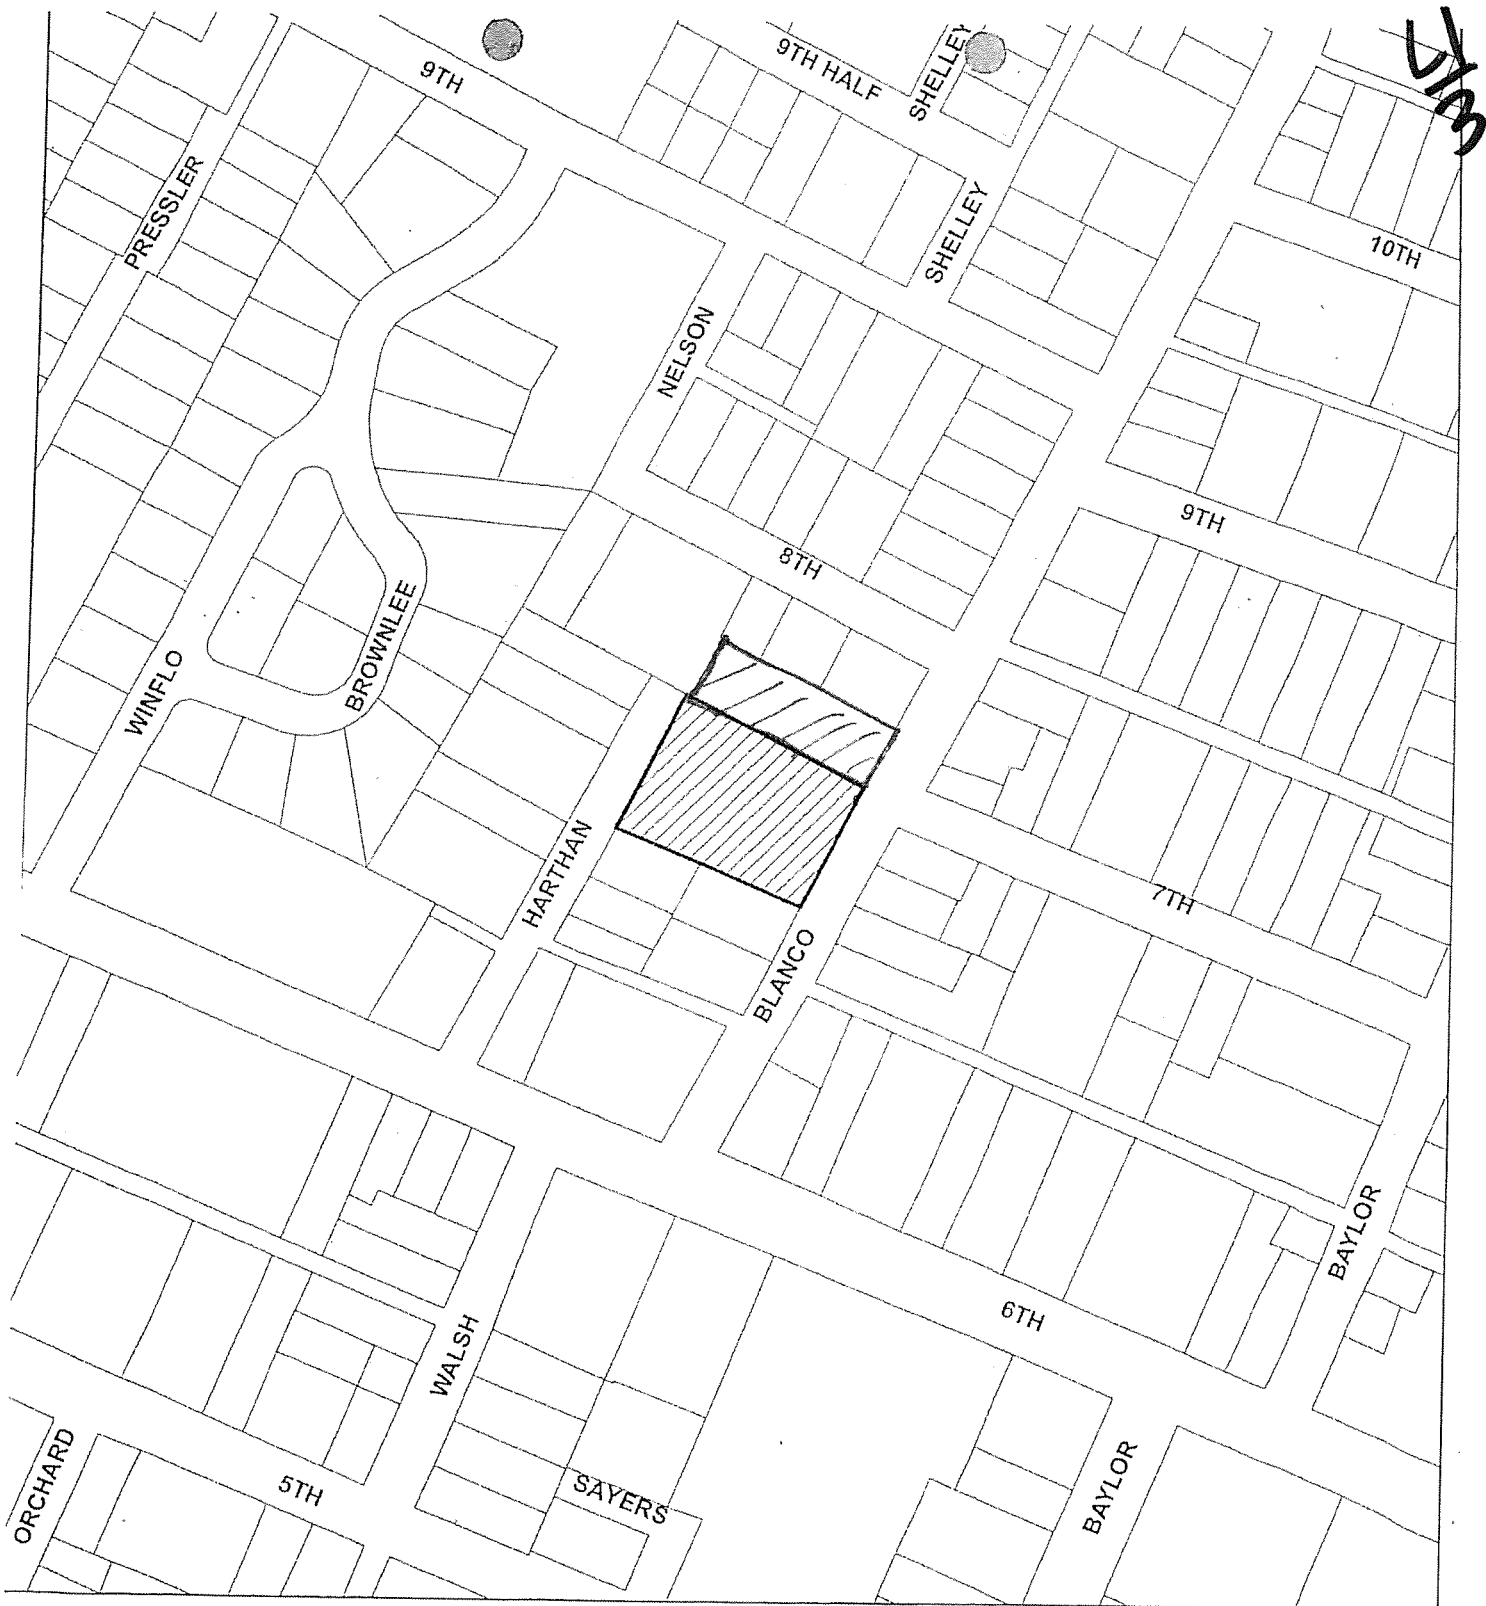 9TH
9TH HALF
SHELLEY
PRESSLER
SHELLEY
10TH
NELSON
9TH
8TH
BROWNLEE
WINFLO
HARTHAN
7TH
BLANCO
BAYLOR
6TH
WALSH
ORCHARD
5TH
SAYERS
BAYLOR